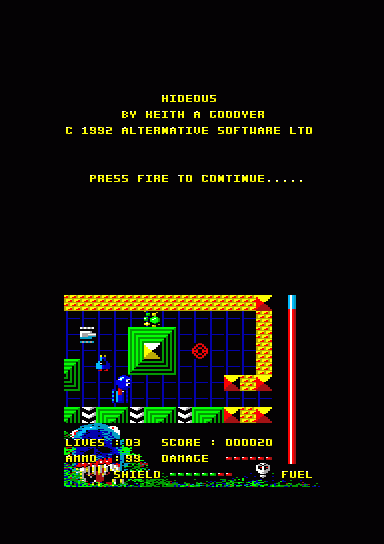 HIDEOUS
BY KEITH A GOODYER
C 1992 ALTERNATIVE SOFTWARE LTD
PRESS FIRE TO CONTINUE.....
LIVES :03 SCORE : 000020
AMMO :99 DAMAGE
SHIELD FUEL